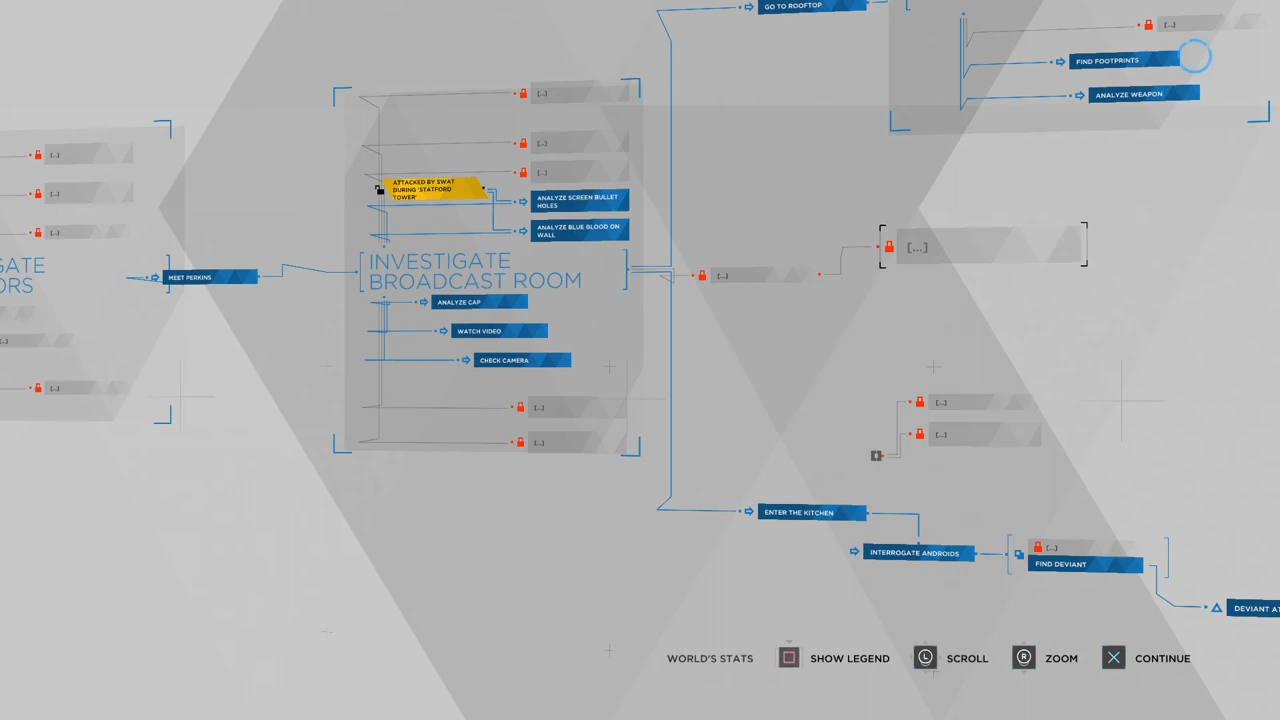 GO TO ROOFTOP
[...]
FIND FOOTPRINTS
ANALYZE WEAPON
[...]
[...]
[...]
ATTACKED BY SWAT
DURING 'STATFORD
TOWER'
ANALYZE SCREEN BULLET
HOLES
ANALYZE BLUE BLOOD ON
WALL
[...]
[...]
[...]
GATE
ORS
[...]
[...]
MEET PERKINS
INVESTIGATE
BROADCAST ROOM
ANALYZE CAP
WATCH VIDEO
CHECK CAMERA
[...]
[...]
[...]
[...]
[...]
[...]
ENTER THE KITCHEN
INTERROGATE ANDROIDS
[...]
FIND DEVIANT
DEVIANT AT
WORLD'S STATS
SHOW LEGEND
L
SCROLL
R
ZOOM
CONTINUE